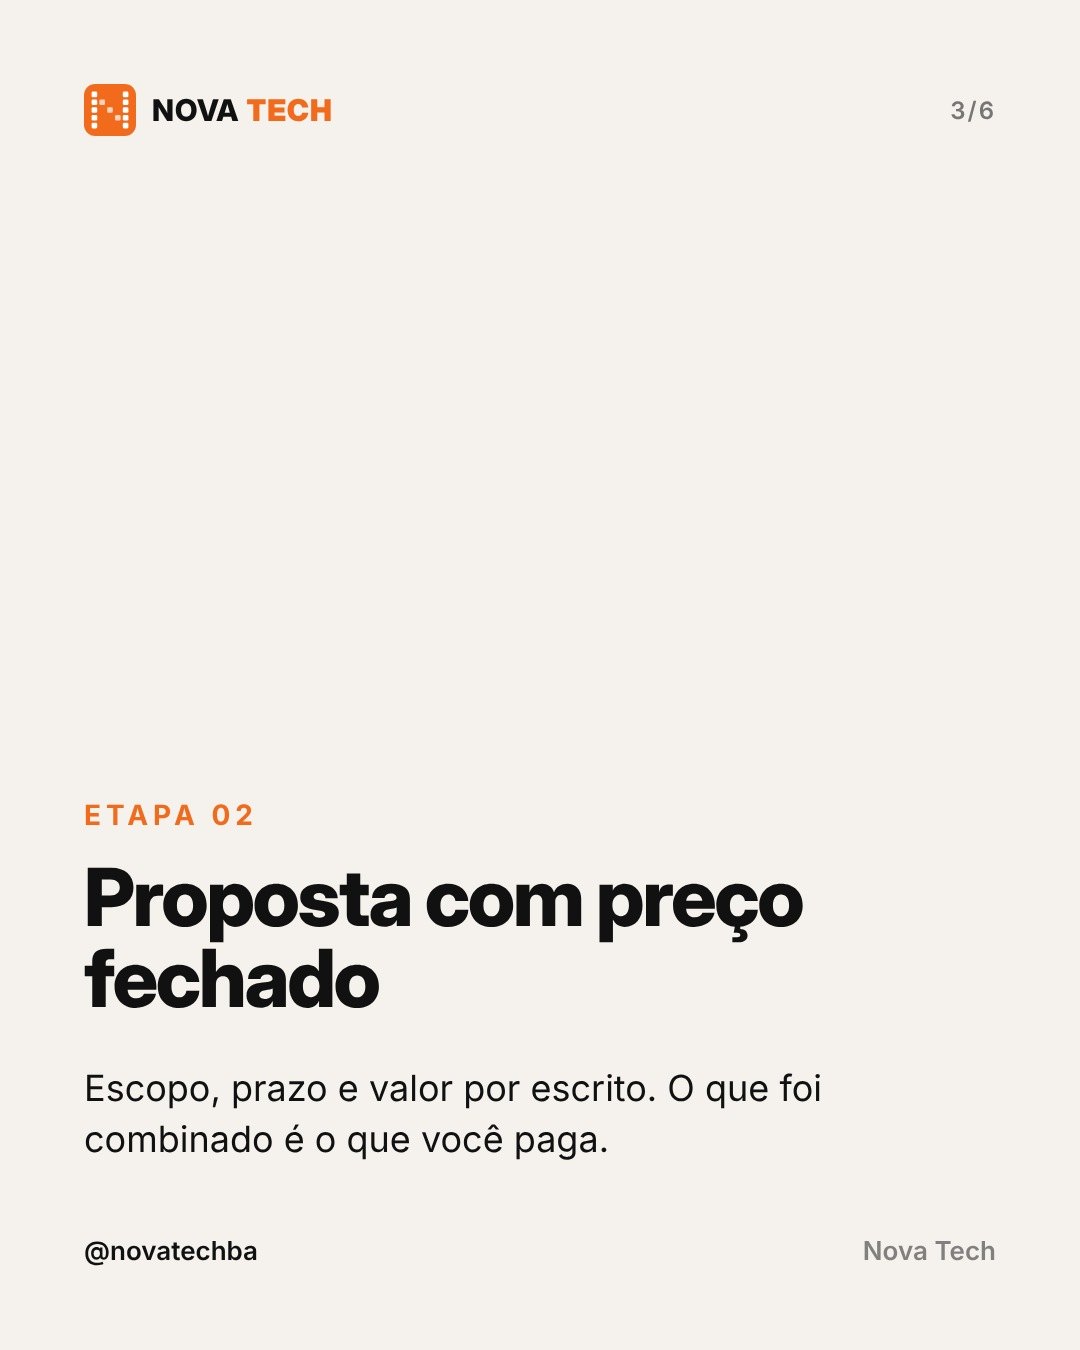 NOVA TECH
3/6
ETAPA 02
Proposta com preço
fechado
Escopo, prazo e valor por escrito. O que foi
combinado é o que você paga.
@novatechba
Nova Tech